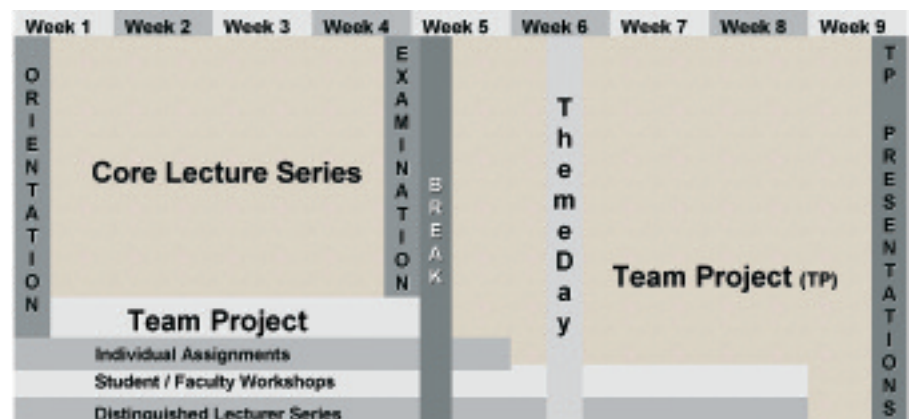 Week 1 Week 2 Week 3 Week 4 Week 5 Week 6 Week 7 Week 8 Week 9
ORIENTATION
Core Lecture Series
EXAMINATION
BREAK
Theme Day
Team Project (TP)
TP PRESENTATIONS
Team Project
Individual Assignments
Student / Faculty Workshops
Distinguished Lecturer Series